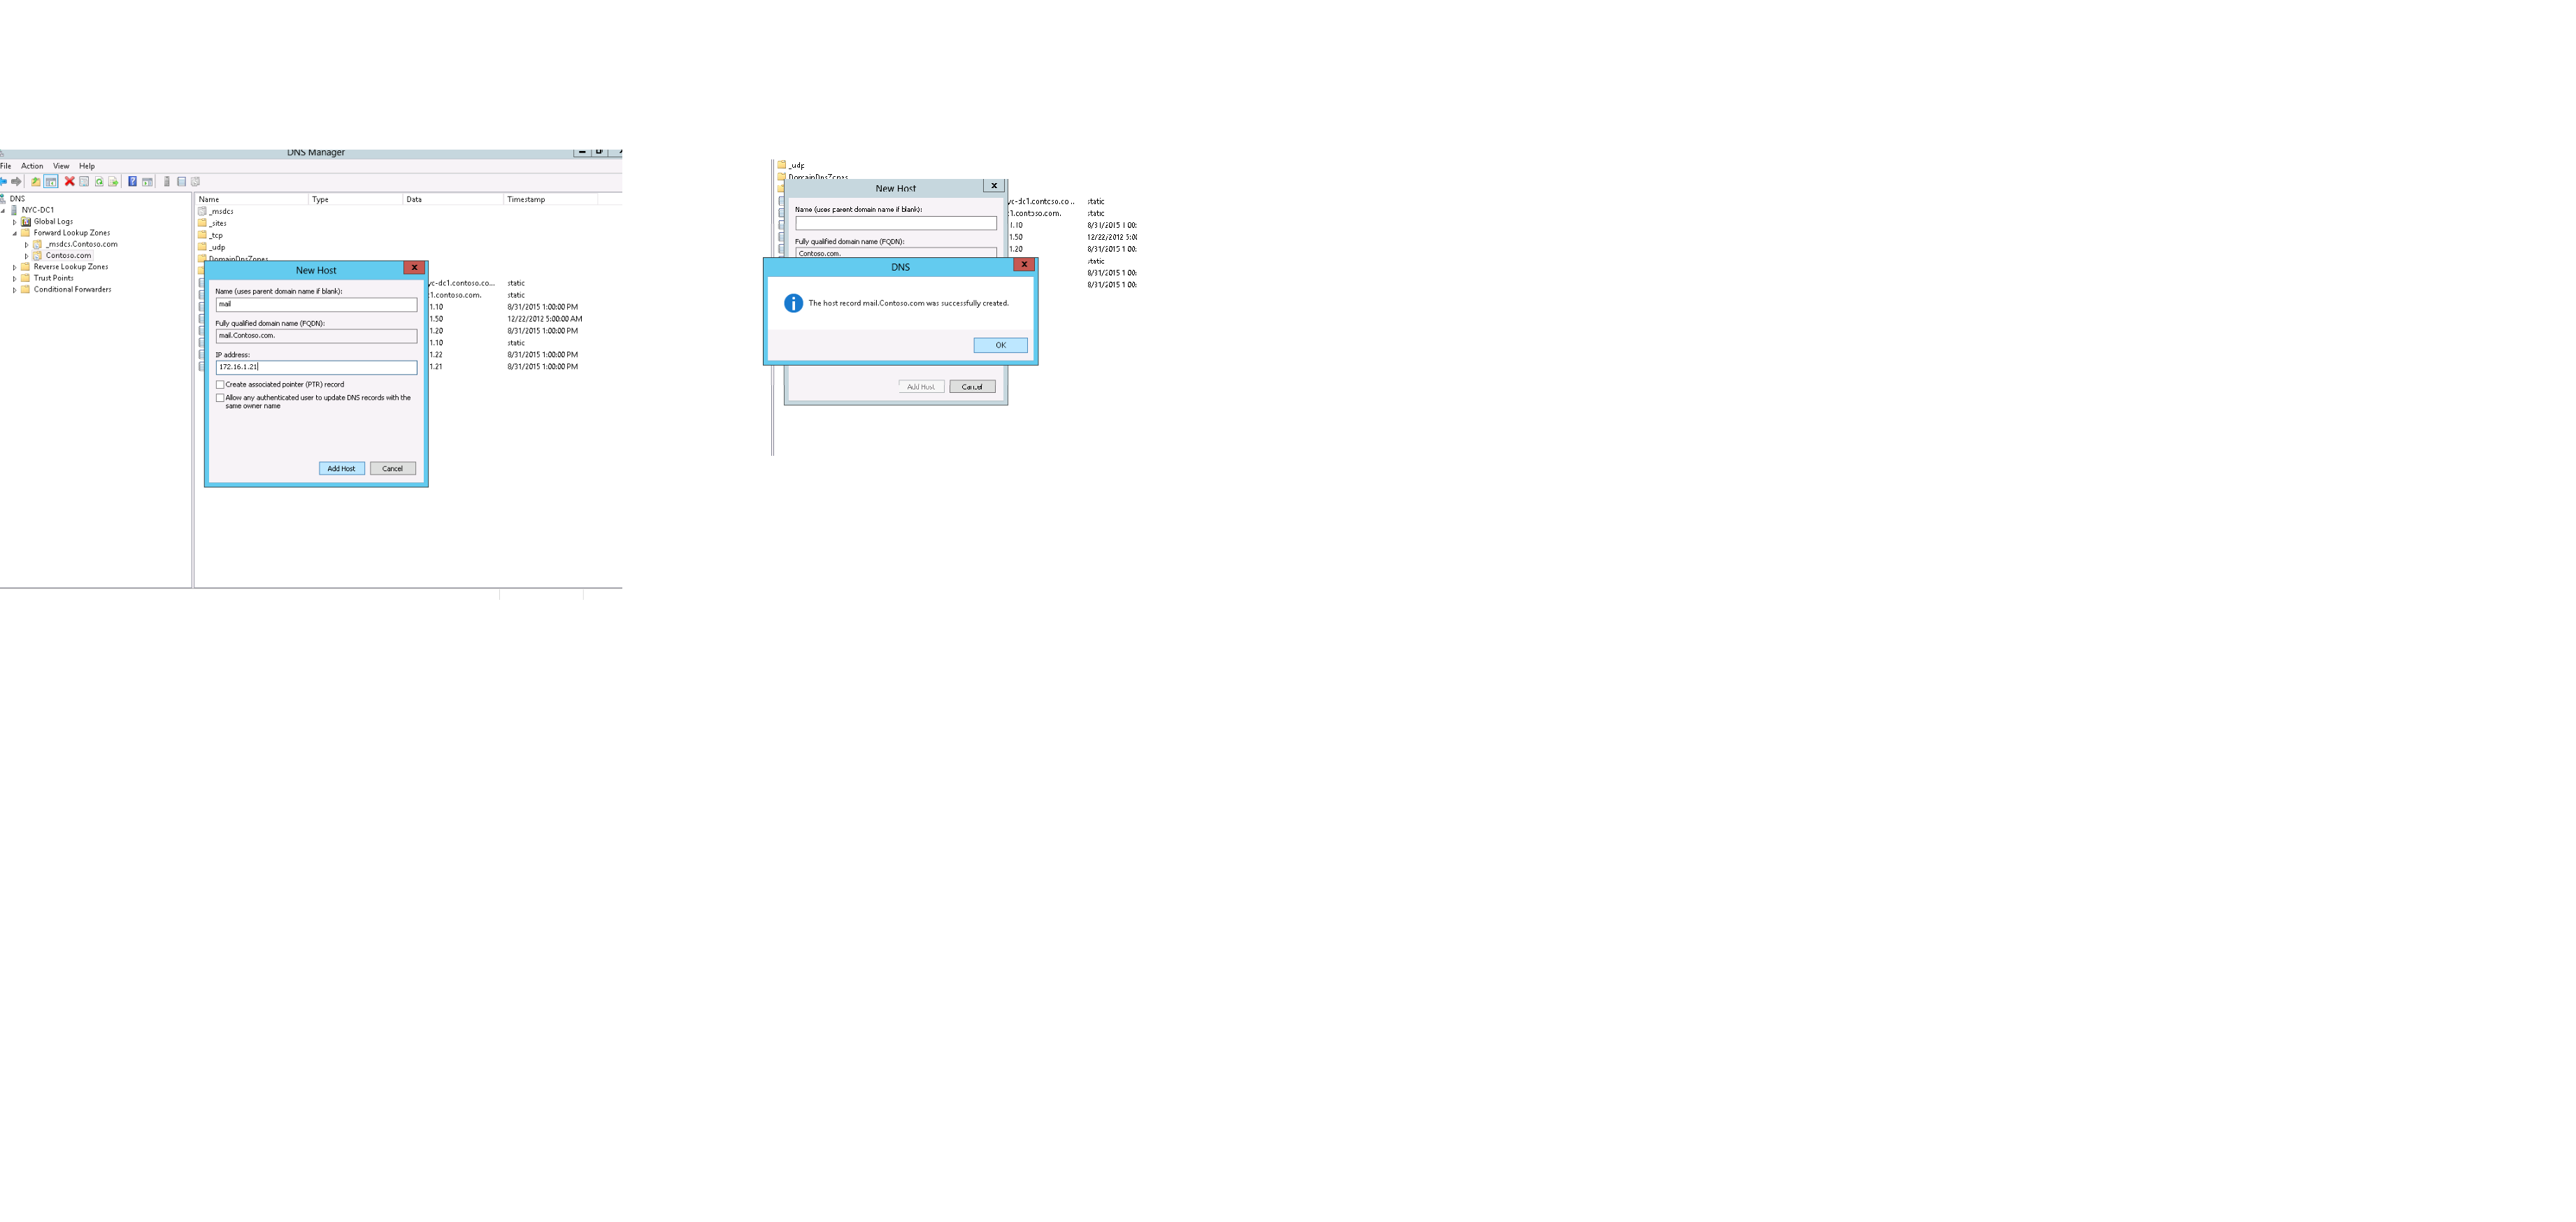 DNS Manager
File Action View Help
DNS
NYC-DC1
Global Logs
Forward Lookup Zones
_msdcs.Contoso.com
Contoso.com
Reverse Lookup Zones
Trust Points
Conditional Forwarders
Name Type Data Timestamp
_msdcs
_sites
_tcp
_udp
DomainDnsZones
yc-dc1.contoso.co... static
1.contoso.com. static
1.10 8/31/2015 1:00:00 PM
1.50 12/22/2012 5:00:00 AM
1.20 8/31/2015 1:00:00 PM
1.10 static
1.22 8/31/2015 1:00:00 PM
1.21 8/31/2015 1:00:00 PM
New Host
Name (uses parent domain name if blank):
mail
Fully qualified domain name (FQDN):
mail.Contoso.com.
IP address:
172.16.1.21
Create associated pointer (PTR) record
Allow any authenticated user to update DNS records with the
same owner name
Add Host Cancel
_udp
DomainDnsZones
yc-dc1.contoso.co... static
1.contoso.com. static
1.10 8/31/2015 1:00:
1.50 12/22/2012 5:00
1.20 8/31/2015 1:00:
static
8/31/2015 1:00:
8/31/2015 1:00:
New Host
Name (uses parent domain name if blank):
Fully qualified domain name (FQDN):
Contoso.com.
DNS
The host record mail.Contoso.com was successfully created.
OK
Add Host Cancel